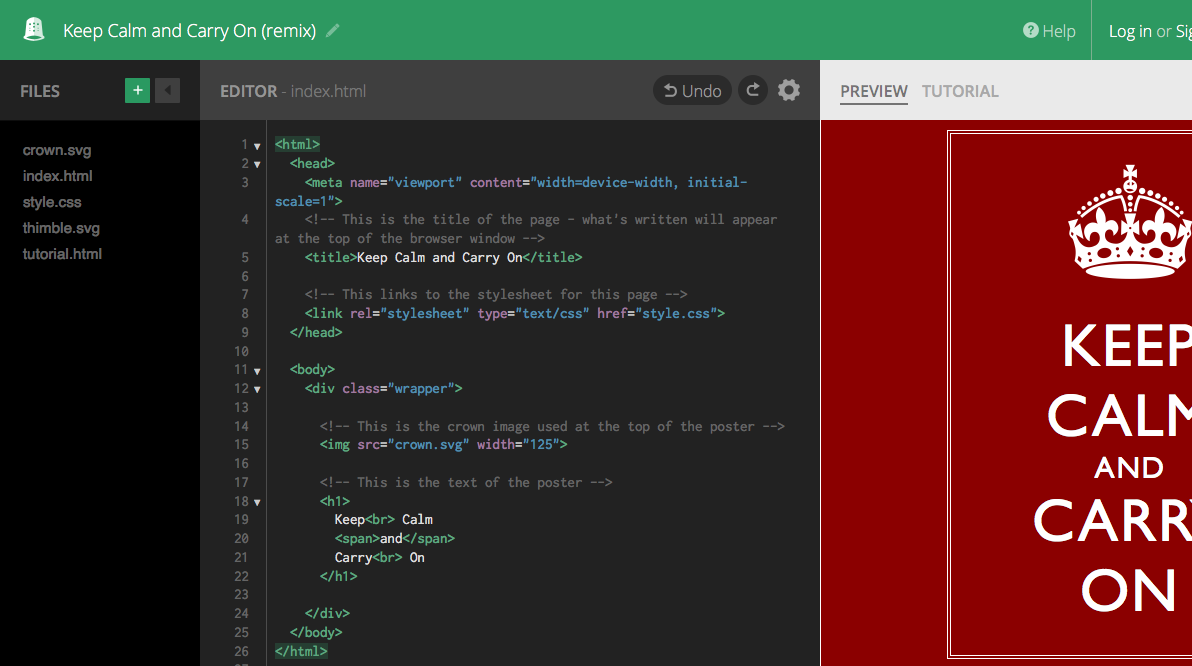 Keep Calm and Carry On (remix)
Help
Log in or
FILES
+
EDITOR - index.html
Undo
PREVIEW TUTORIAL
crown.svg
index.html
style.css
thimble.svg
tutorial.html
1 <html>
2 <head>
3 <meta name="viewport" content="width=device-width, initial-
scale=1">
4 <!-- This is the title of the page - what's written will appear
at the top of the browser window -->
5 <title>Keep Calm and Carry On</title>
6
7 <!-- This links to the stylesheet for this page -->
8 <link rel="stylesheet" type="text/css" href="style.css">
9 </head>
10
11 <body>
12 <div class="wrapper">
13
14 <!-- This is the crown image used at the top of the poster -->
15 <img src="crown.svg" width="125">
16
17 <!-- This is the text of the poster -->
18 <h1>
19 Keep<br> Calm
20 <span>and</span>
21 Carry<br> On
22 </h1>
23
24 </div>
25 </body>
26 </html>
KEEP
CALM
AND
CARRY
ON